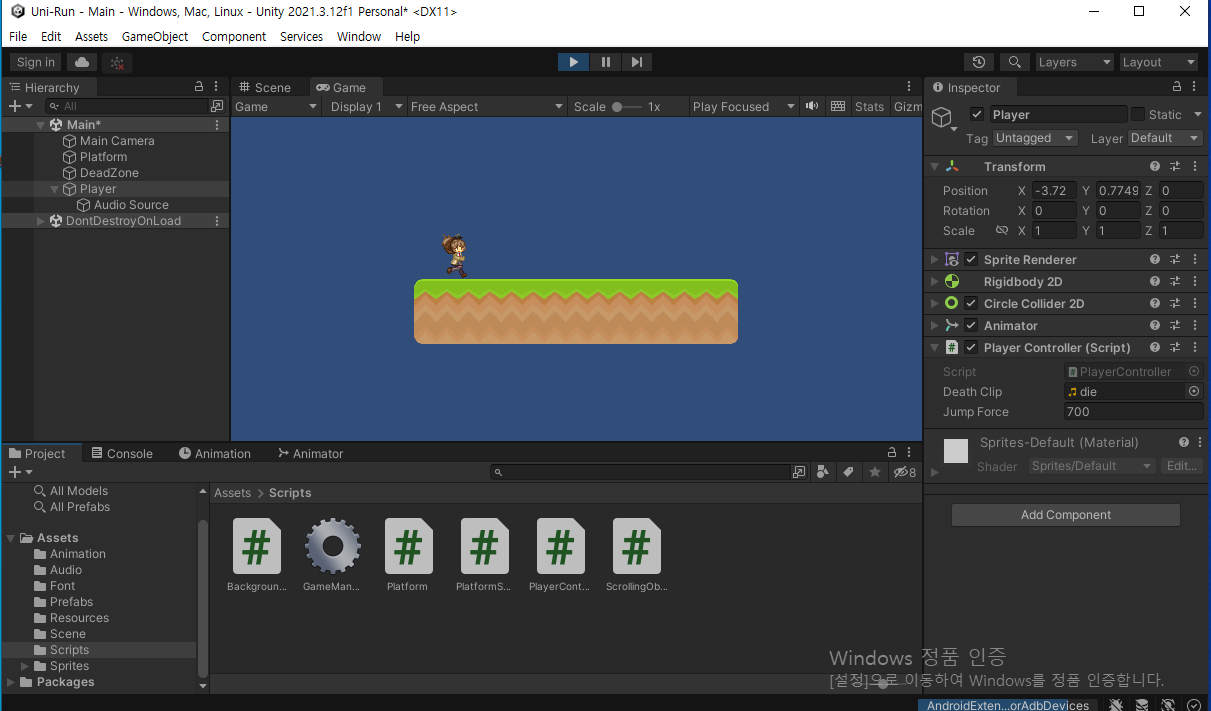 Uni-Run - Main - Windows, Mac, Linux - Unity 2021.3.12f1 Personal* <DX11>
File Edit Assets GameObject Component Services Window Help
Sign in
Layers
Layout
Hierarchy
All
Main*
Main Camera
Platform
DeadZone
Player
Audio Source
DontDestroyOnLoad
Scene Game
Game Display 1 Free Aspect Scale 1x Play Focused Stats Gizm
Inspector
Player Static
Tag Untagged Layer Default
Transform
Position X -3.72 Y 0.7749 Z 0
Rotation X 0 Y 0 Z 0
Scale X 1 Y 1 Z 1
Sprite Renderer
Rigidbody 2D
Circle Collider 2D
Animator
# Player Controller (Script)
Script PlayerController
Death Clip die
Jump Force 700
Sprites-Default (Material)
Shader Sprites/Default Edit...
Add Component
Project Console Animation Animator
8
All Models
All Prefabs
Assets
Animation
Audio
Font
Prefabs
Resources
Scene
Scripts
Sprites
Packages
Assets > Scripts
# # # # #
Backgroun... GameMan... Platform PlatformS... PlayerCont... ScrollingOb...
Windows 정품 인증
[설정]으로 이동하여 Windows를 정품 인증합니다.
AndroidExten...orAdbDevices